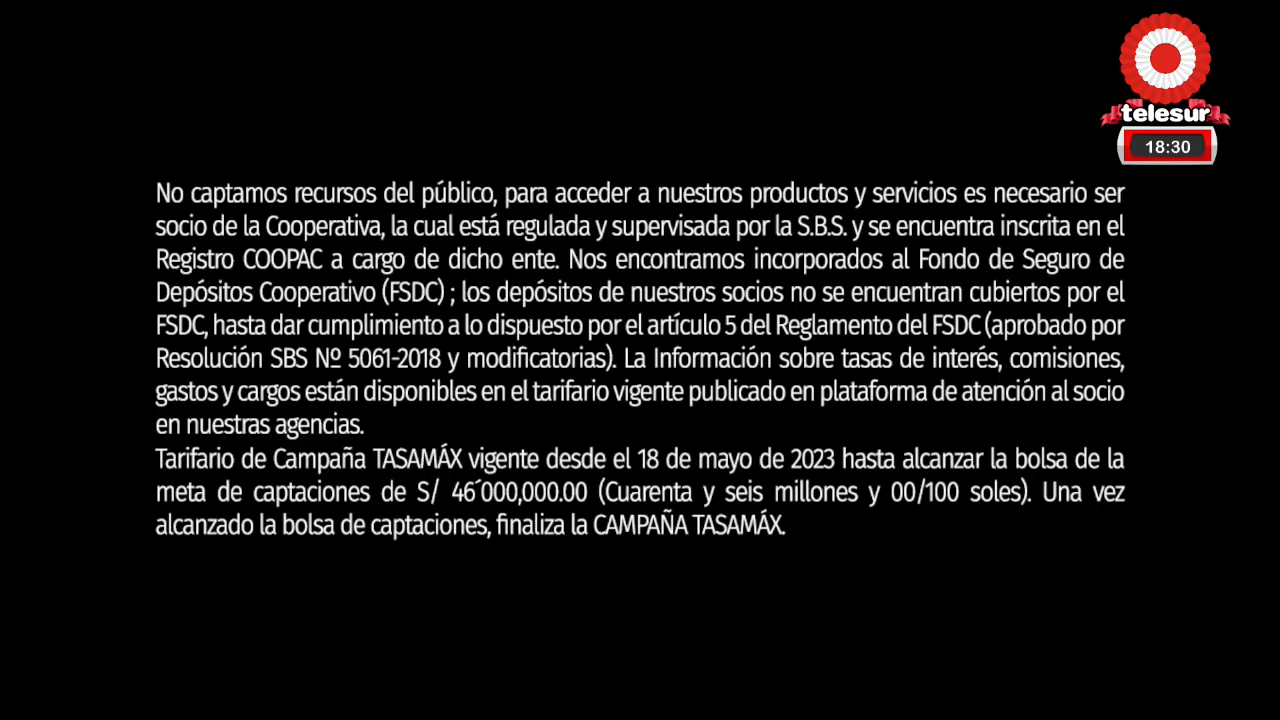 telesur
18:30
No captamos recursos del público, para acceder a nuestros productos y servicios es necesario ser
socio de la Cooperativa, la cual está regulada y supervisada por la S.B.S. y se encuentra inscrita en el
Registro COOPAC a cargo de dicho ente. Nos encontramos incorporados al Fondo de Seguro de
Depósitos Cooperativo (FSDC) ; los depósitos de nuestros socios no se encuentran cubiertos por el
FSDC, hasta dar cumplimiento a lo dispuesto por el artículo 5 del Reglamento del FSDC (aprobado por
Resolución SBS Nº 5061-2018 y modificatorias). La Información sobre tasas de interés, comisiones,
gastos y cargos están disponibles en el tarifario vigente publicado en plataforma de atención al socio
en nuestras agencias.
Tarifario de Campaña TASAMÁX vigente desde el 18 de mayo de 2023 hasta alcanzar la bolsa de la
meta de captaciones de S/ 46´000,000.00 (Cuarenta y seis millones y 00/100 soles). Una vez
alcanzado la bolsa de captaciones, finaliza la CAMPAÑA TASAMÁX.